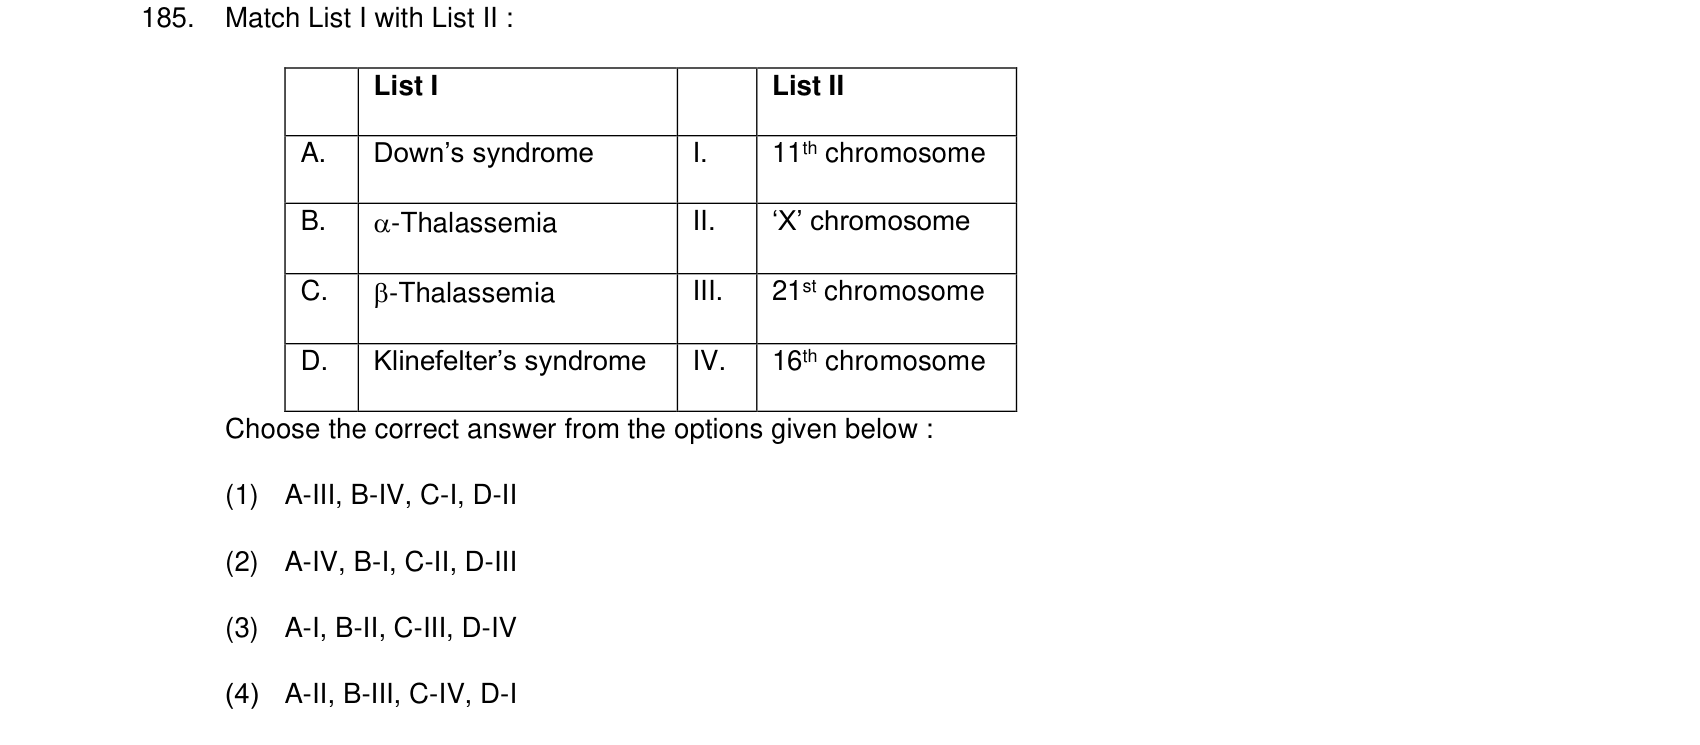 185. Match List I with List II :
List I List II
A. Down’s syndrome I. 11th chromosome
B. α-Thalassemia II. ‘X’ chromosome
C. β-Thalassemia III. 21st chromosome
D. Klinefelter’s syndrome IV. 16th chromosome
Choose the correct answer from the options given below :
(1) A-III, B-IV, C-I, D-II
(2) A-IV, B-I, C-II, D-III
(3) A-I, B-II, C-III, D-IV
(4) A-II, B-III, C-IV, D-I